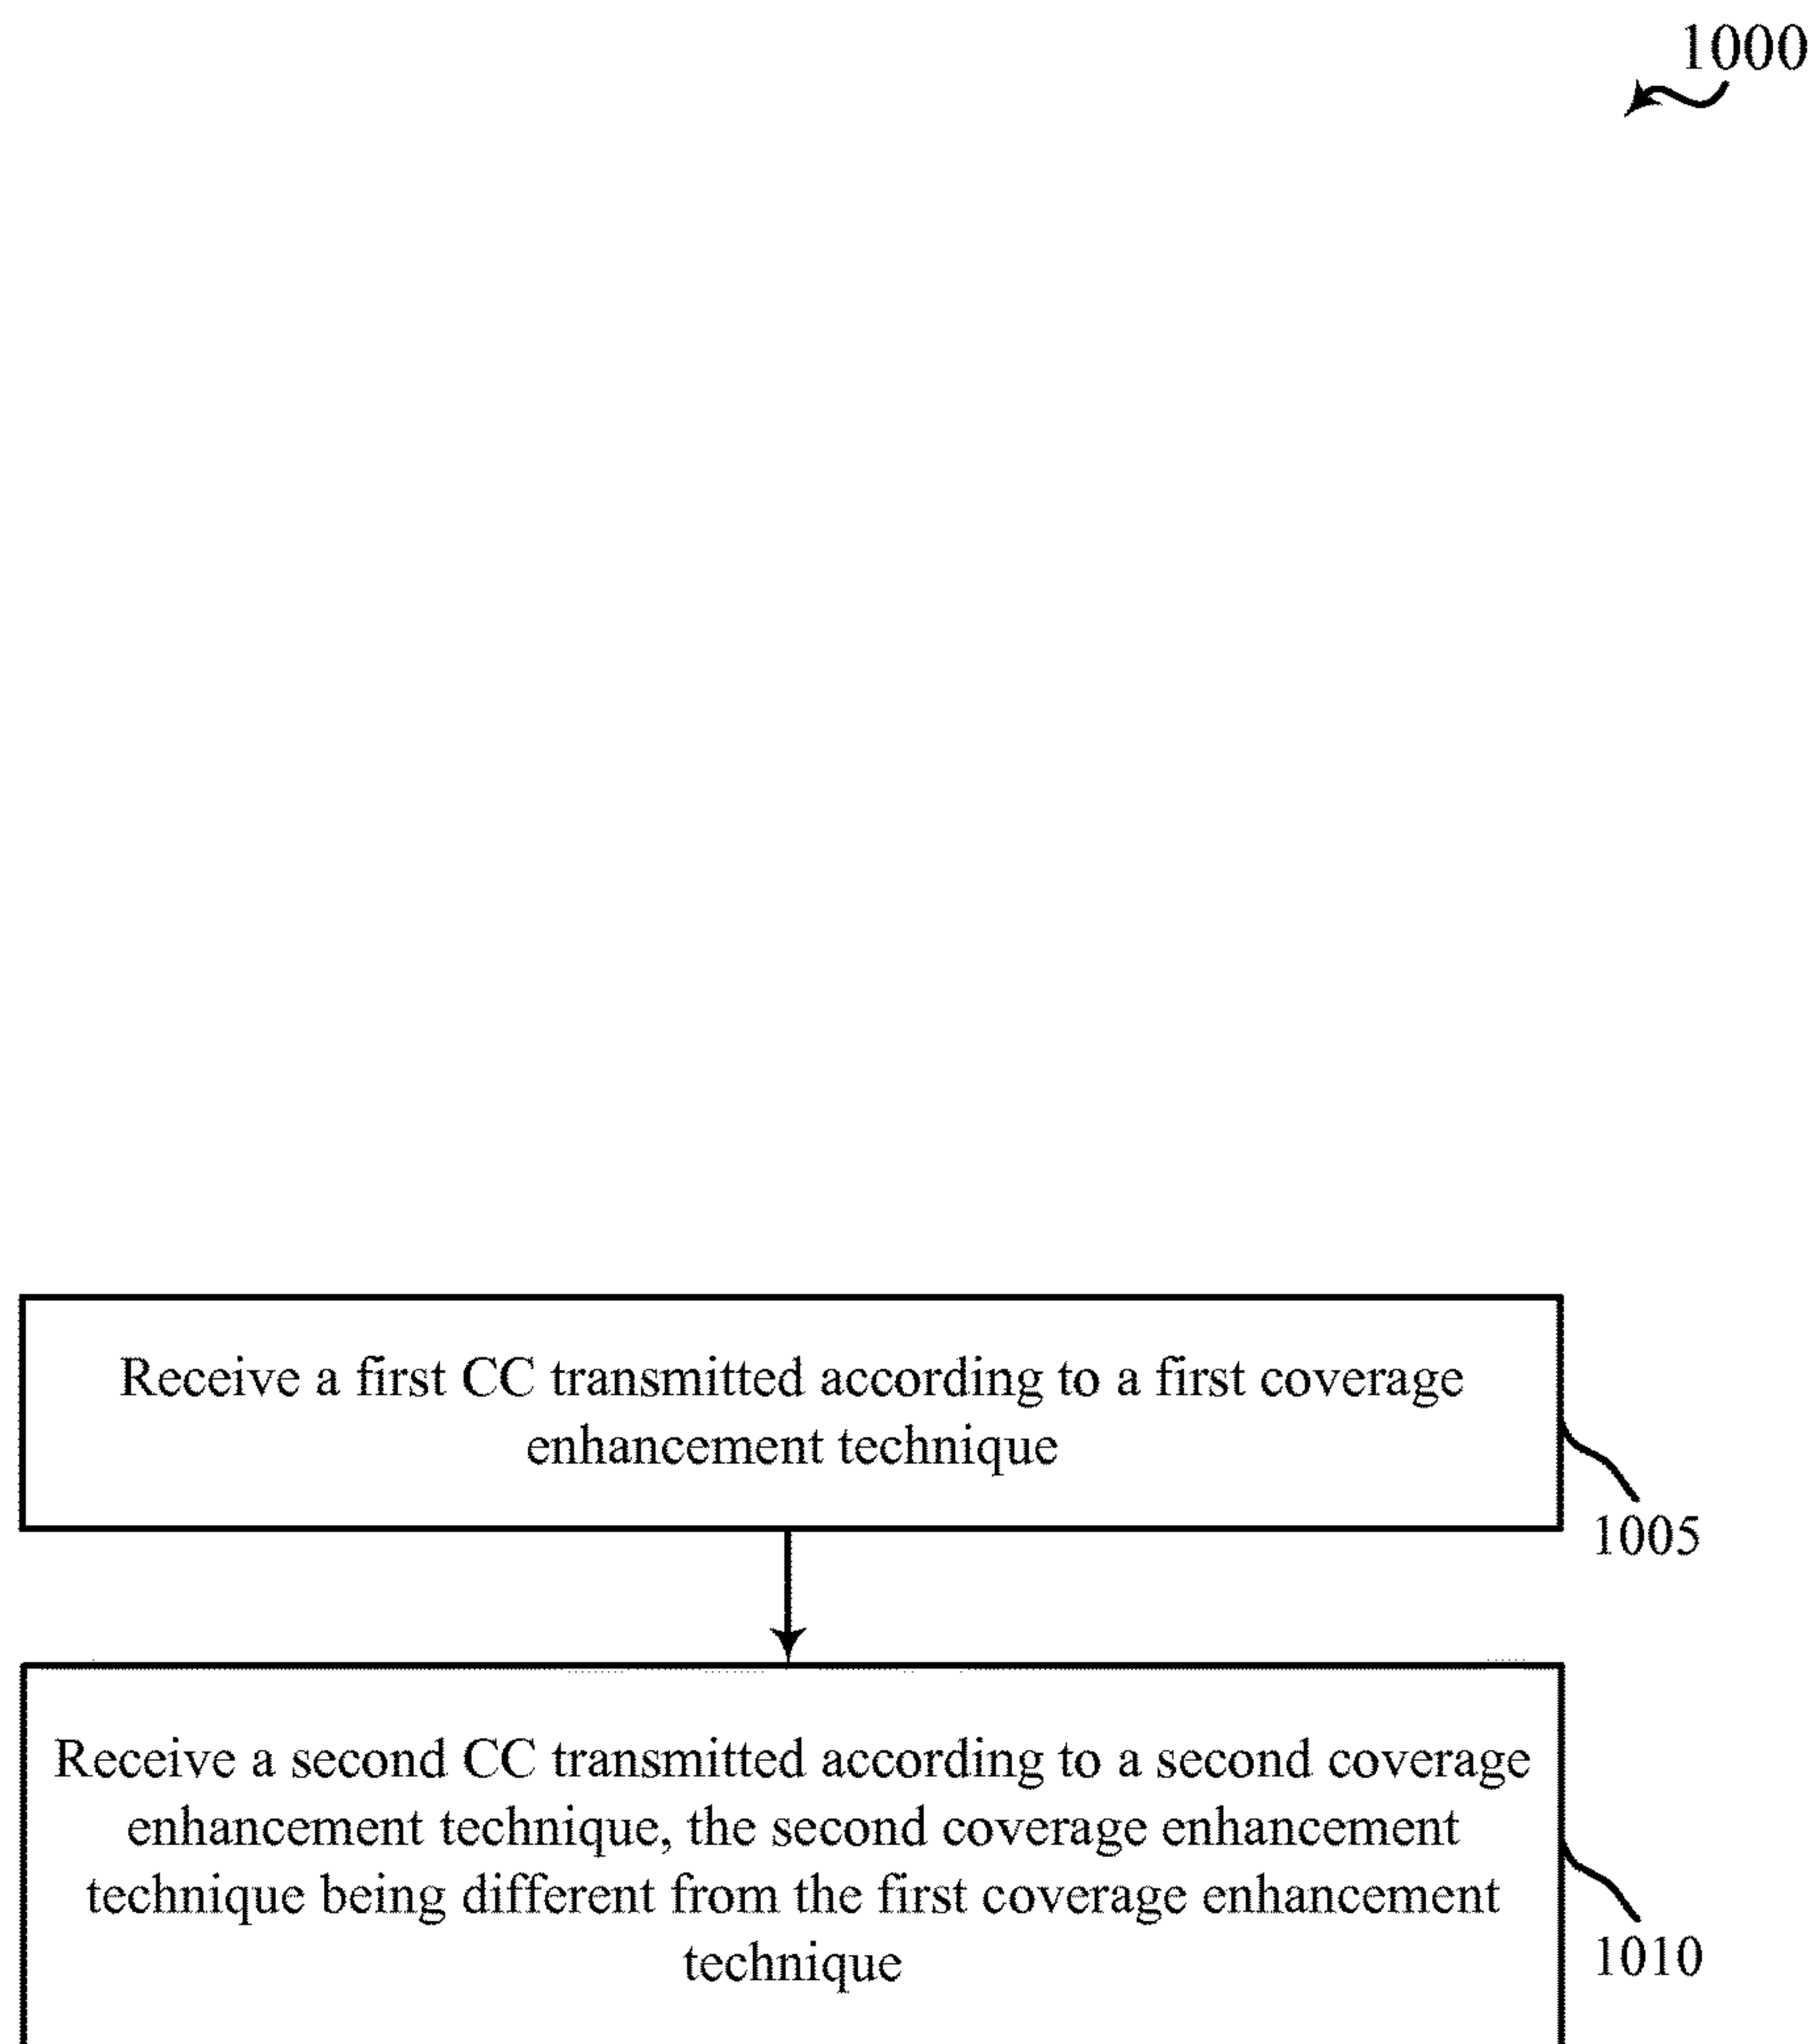 1000
Receive a first CC transmitted according to a first coverage
enhancement technique
1005
Receive a second CC transmitted according to a second coverage
enhancement technique, the second coverage enhancement
technique being different from the first coverage enhancement
technique
1010